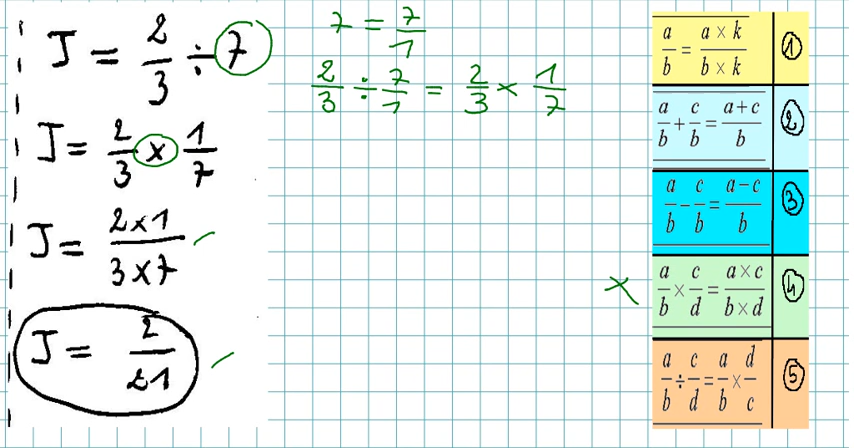 J = 2/3 ÷ 7
J = 2/3 × 1/7
J = 2×1/3×7
J = 2/21
7 = 7/1
2/3 ÷ 7/1 = 2/3 × 1/7
a/b = a×k/b×k ①
a/b + c/b = a+c/b ②
a/b − c/b = a−c/b ③
× a/b × c/d = a×c/b×d ④
a/b ÷ c/d = a/b × d/c ⑤